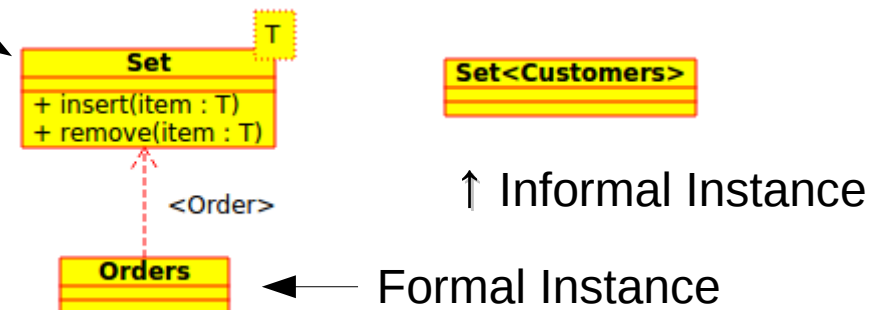 T
Set
+ insert(item : T)
+ remove(item : T)
Set<Customers>
<Order>
↑ Informal Instance
Orders
Formal Instance